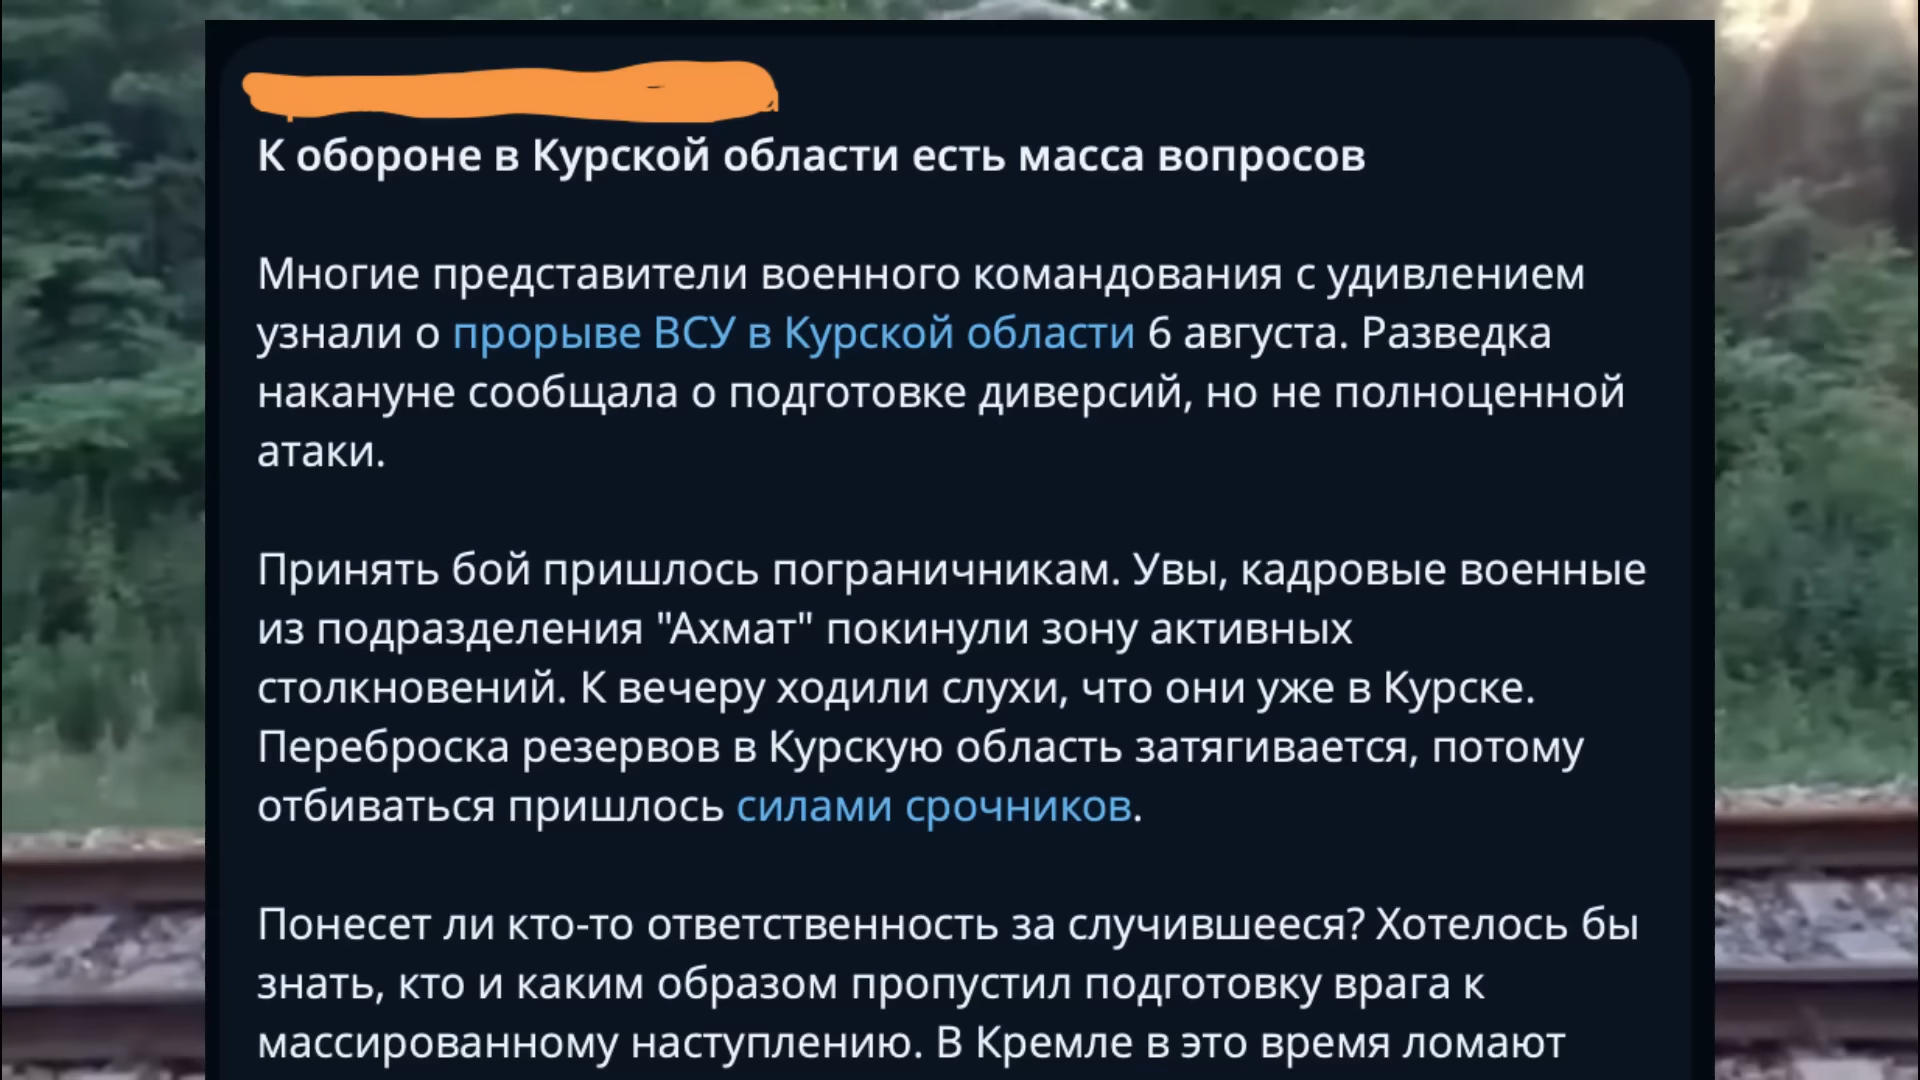 К обороне в Курской области есть масса вопросов
Многие представители военного командования с удивлением
узнали о прорыве ВСУ в Курской области 6 августа. Разведка
накануне сообщала о подготовке диверсий, но не полноценной
атаки.
Принять бой пришлось пограничникам. Увы, кадровые военные
из подразделения "Ахмат" покинули зону активных
столкновений. К вечеру ходили слухи, что они уже в Курске.
Переброска резервов в Курскую область затягивается, потому
отбиваться пришлось силами срочников.
Понесет ли кто-то ответственность за случившееся? Хотелось бы
знать, кто и каким образом пропустил подготовку врага к
массированному наступлению. В Кремле в это время ломают